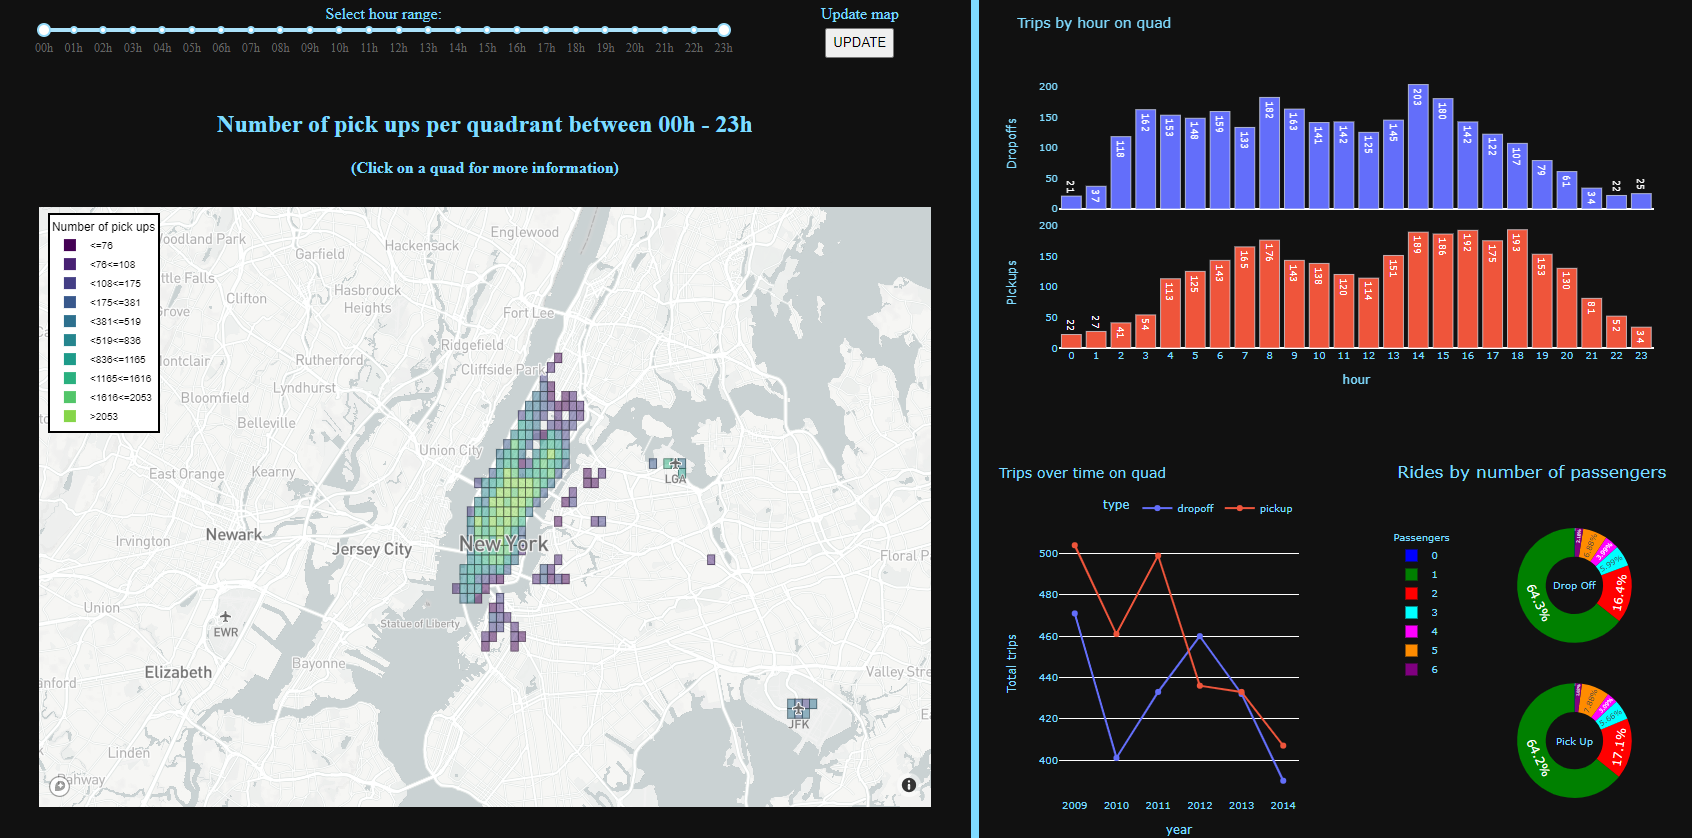 Select hour range:
00h 01h 02h 03h 04h 05h 06h 07h 08h 09h 10h 11h 12h 13h 14h 15h 16h 17h 18h 19h 20h 21h 22h 23h
Update map
UPDATE
Number of pick ups per quadrant between 00h - 23h
(Click on a quad for more information)
Number of pick ups
<=76
<76<=108
<108<=175
<175<=381
<381<=519
<519<=836
<836<=1165
<1165<=1616
<1616<=2053
>2053
Englewood
Hackensack
Garfield
Hasbrouck
Heights
Clifton
Fort Lee
Ridgefield
Cliffside Park
Rutherford
Lyndhurst
Bloomfield
Belleville
Union City
East Orange
Kearny
LGA
Newark
Irvington
Jersey City
New York
Floral P
Union
EWR
Statue of Liberty
Elizabeth
Bayonne
Valley Stre
JFK
Linden
Rahway
Trips by hour on quad
Dropoffs
200
150
100
50
0
21 37 118 162 153 148 159 133 182 163 141 142 125 145 203 180 142 122 107 79 61 34 22 25
Pickups
200
150
100
50
0
22 27 41 54 113 125 143 165 176 143 138 120 114 151 189 186 192 175 193 153 130 81 52 34
0 1 2 3 4 5 6 7 8 9 10 11 12 13 14 15 16 17 18 19 20 21 22 23
hour
Trips over time on quad
type dropoff pickup
Total trips
500
480
460
440
420
400
2009 2010 2011 2012 2013 2014
year
Rides by number of passengers
Passengers
0
1
2
3
4
5
6
Drop Off
64.3%
16.4%
5.99%
3.99%
6.86%
Pick Up
64.2%
17.1%
5.66%
7.88%